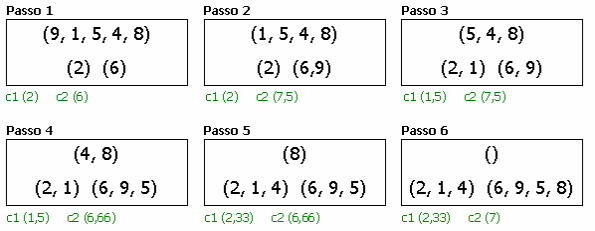 Passo 1
(9, 1, 5, 4, 8)
(2) (6)
c1 (2) c2 (6)
Passo 2
(1, 5, 4, 8)
(2) (6,9)
c1 (2) c2 (7,5)
Passo 3
(5, 4, 8)
(2, 1) (6, 9)
c1 (1,5) c2 (7,5)
Passo 4
(4, 8)
(2, 1) (6, 9, 5)
c1 (1,5) c2 (6,66)
Passo 5
(8)
(2, 1, 4) (6, 9, 5)
c1 (2,33) c2 (6,66)
Passo 6
()
(2, 1, 4) (6, 9, 5, 8)
c1 (2,33) c2 (7)